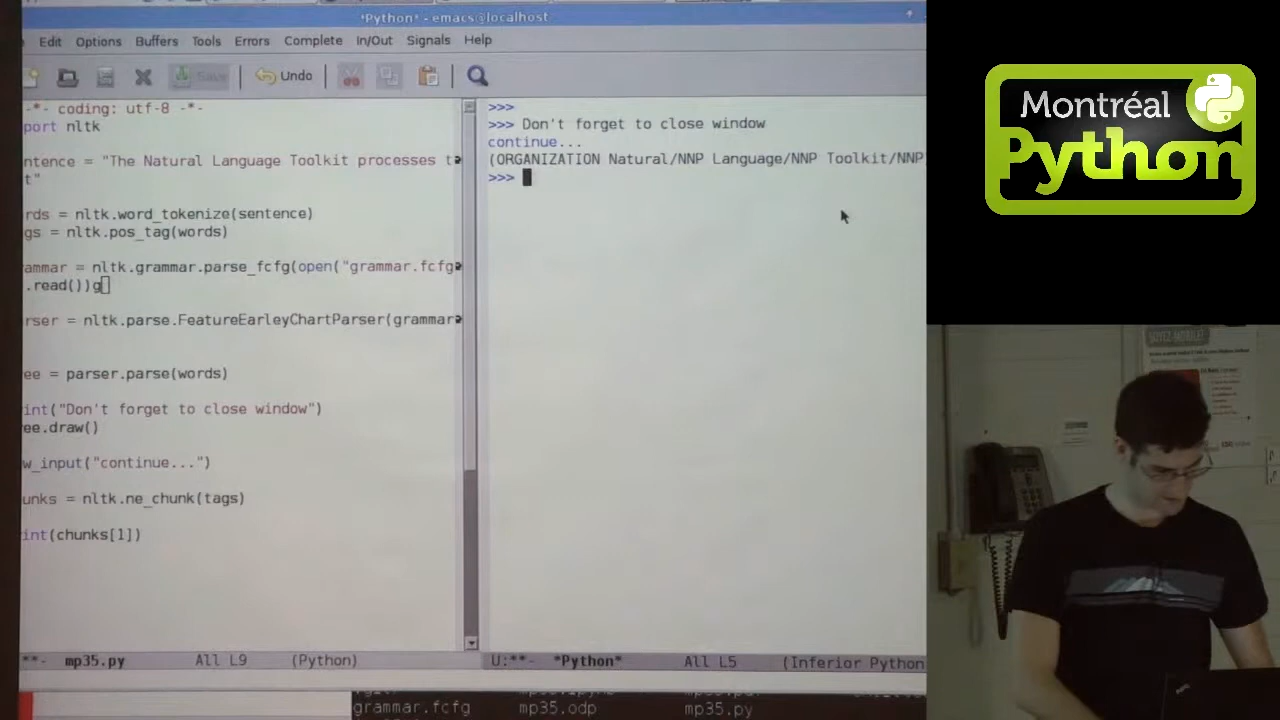 *Python* - emacs@localhost
Edit Options Buffers Tools Errors Complete In/Out Signals Help
Save Undo
-*- coding: utf-8 -*-
port nltk
ntence = "The Natural Language Toolkit processes t
t"
rds = nltk.word_tokenize(sentence)
gs = nltk.pos_tag(words)
ammar = nltk.grammar.parse_fcfg(open("grammar.fcfg
.read())g
rser = nltk.parse.FeatureEarleyChartParser(grammar
ee = parser.parse(words)
int("Don't forget to close window")
ee.draw()
w_input("continue...")
unks = nltk.ne_chunk(tags)
int(chunks[1])
**- mp35.py All L9 (Python)
>>>
>>> Don't forget to close window
continue...
(ORGANIZATION Natural/NNP Language/NNP Toolkit/NNP
>>>
U:**- *Python* All L5 (Inferior Python
grammar.fcfg mp35.odp mp35.py
Montréal
Python